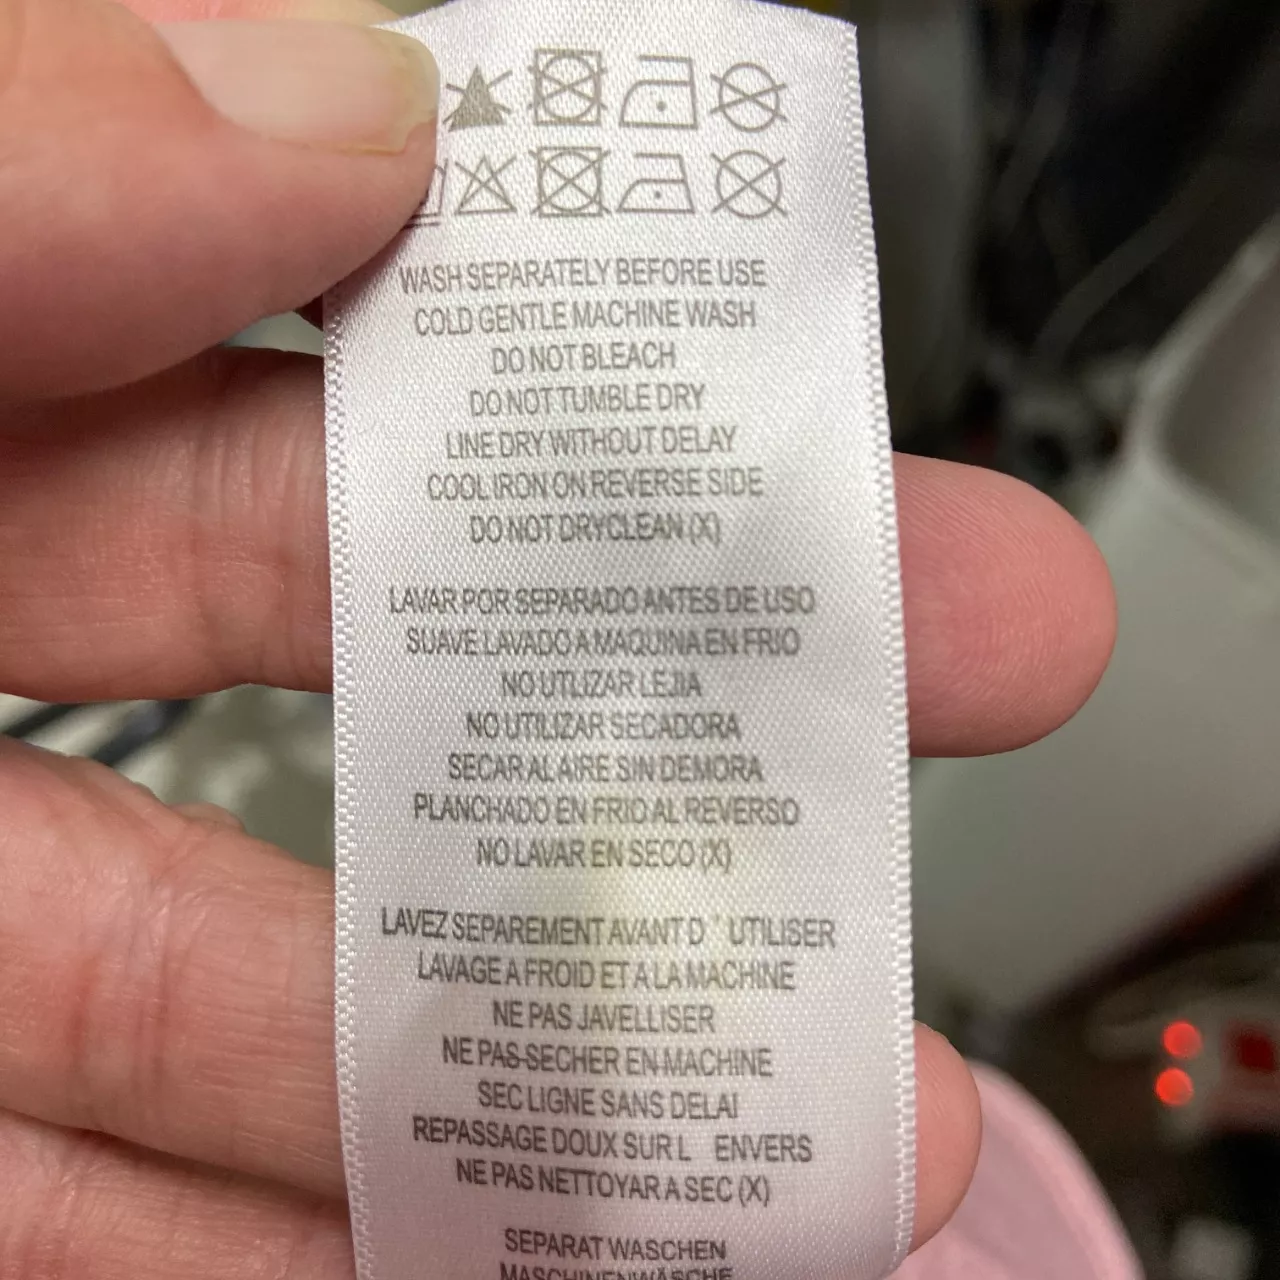 WASH SEPARATELY BEFORE USE
COLD GENTLE MACHINE WASH
DO NOT BLEACH
DO NOT TUMBLE DRY
LINE DRY WITHOUT DELAY
COOL IRON ON REVERSE SIDE
DO NOT DRYCLEAN (X)
LAVAR POR SEPARADO ANTES DE USO
SUAVE LAVADO A MAQUINA EN FRIO
NO UTLIZAR LEJIA
NO UTILIZAR SECADORA
SECAR AL AIRE SIN DEMORA
PLANCHADO EN FRIO AL REVERSO
NO LAVAR EN SECO (X)
LAVEZ SEPAREMENT AVANT D ' UTILISER
LAVAGE A FROID ET A LA MACHINE
NE PAS JAVELLISER
NE PAS SECHER EN MACHINE
SEC LIGNE SANS DELAI
REPASSAGE DOUX SUR L ENVERS
NE PAS NETTOYAR A SEC (X)
SEPARAT WASCHEN
MASCHINENWÄSCHE